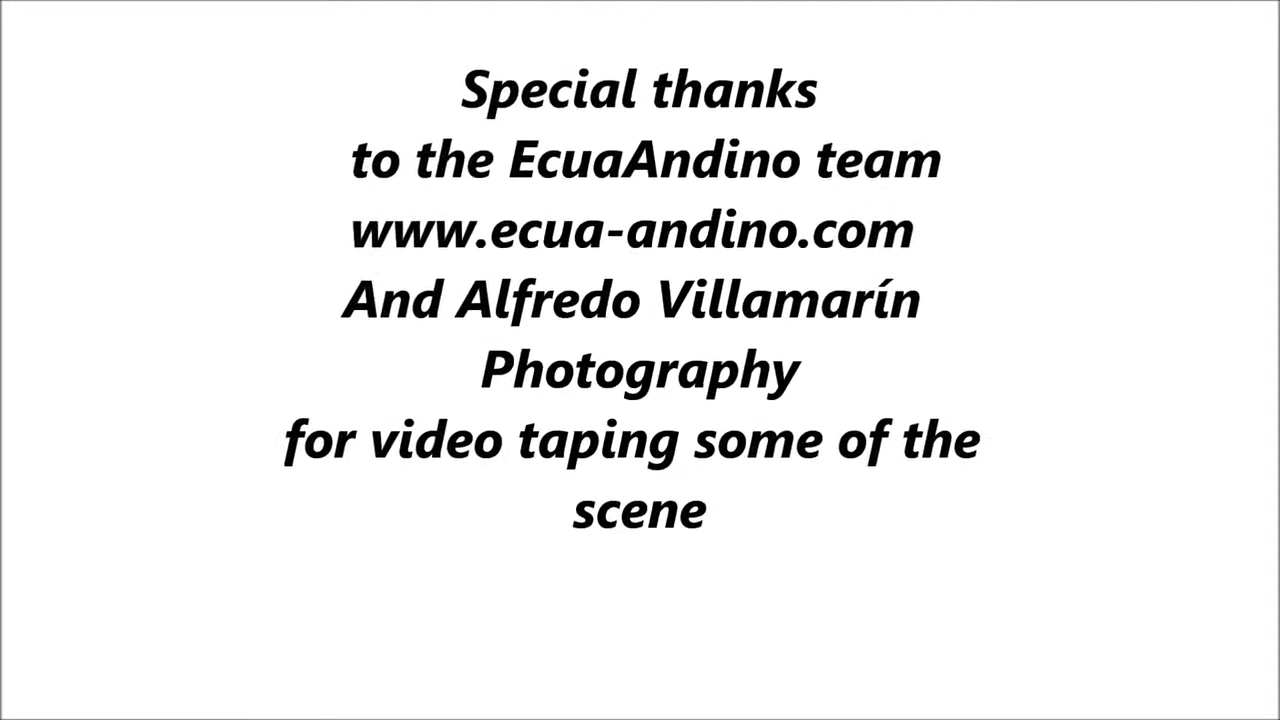 Special thanks
to the EcuaAndino team
www.ecua-andino.com
And Alfredo Villamarín
Photography
for video taping some of the
scene